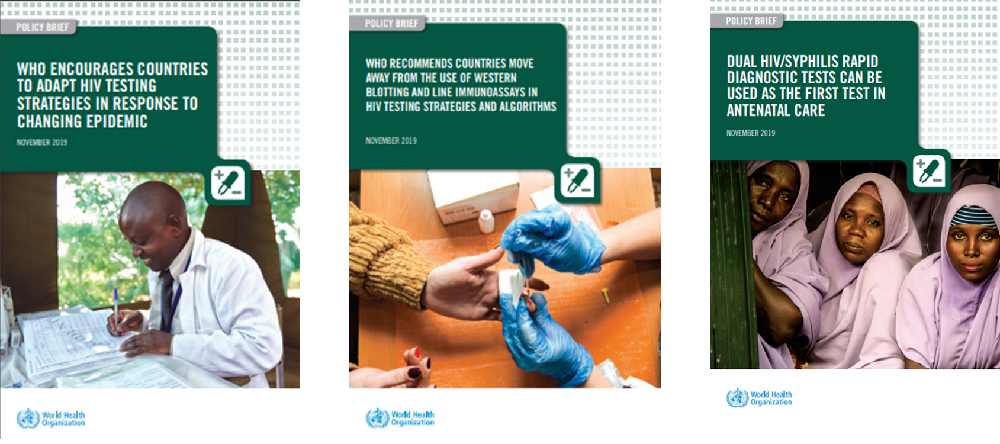 POLICY BRIEF
WHO ENCOURAGES COUNTRIES
TO ADAPT HIV TESTING
STRATEGIES IN RESPONSE TO
CHANGING EPIDEMIC
NOVEMBER 2019
World Health
Organization
POLICY BRIEF
WHO RECOMMENDS COUNTRIES MOVE
AWAY FROM THE USE OF WESTERN
BLOTTING AND LINE IMMUNOASSAYS IN
HIV TESTING STRATEGIES AND ALGORITHMS
NOVEMBER 2019
World Health
Organization
POLICY BRIEF
DUAL HIV/SYPHILIS RAPID
DIAGNOSTIC TESTS CAN BE
USED AS THE FIRST TEST IN
ANTENATAL CARE
NOVEMBER 2019
World Health
Organization